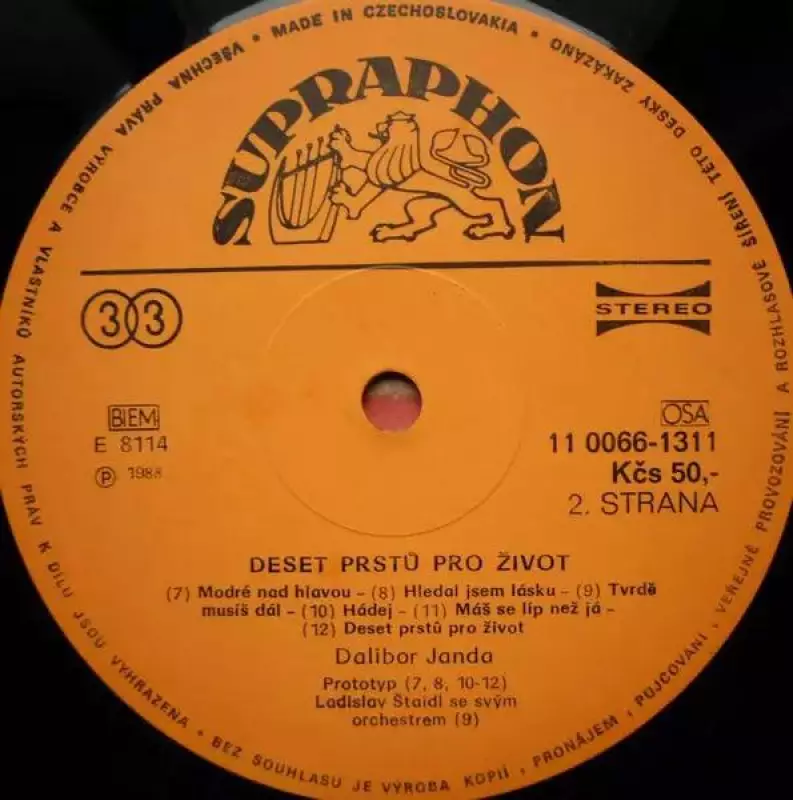 MADE IN CZECHOSLOVAKIA • ONZAKÁZÁNO DESKY TÉTO ŠÍŘENÍ
SUPRAPHON
33
STEREO
BIEM
OSA
E 8114
11 0066-1311
℗ 1988
Kčs 50,-
2. STRANA
DESET PRSTŮ PRO ŽIVOT
(7) Modré nad hlavou – (8) Hledal jsem lásku – (9) Tvrdě
musíš dál – (10) Hádej – (11) Máš se líp než já –
(12) Deset prstů pro život
Dalibor Janda
Prototyp (7, 8, 10-12)
Ladislav Štaidl se svým
orchestrem (9)
VŠECHNA PRÁVA VÝROBCE A VLASTNÍKŮ AUTORSKÝCH PRÁV K DÍLU JSOU VYHRAZENA • BEZ SOUHLASU JE VÝROBA KOPIÍ, PRONÁJEM, PŮJČOVÁNÍ, VEŘEJNÉ PROVOZOVÁNÍ A ROZHLASOVÉ ŠÍŘENÍ TÉTO DESKY ZAKÁZÁNO